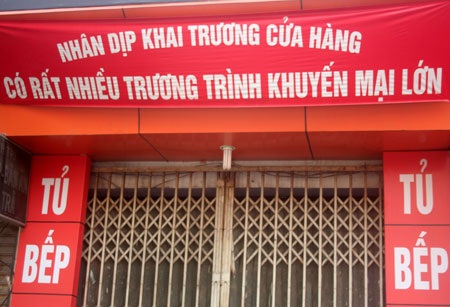 NHÂN DỊP KHAI TRƯƠNG CỬA HÀNG
CÓ RẤT NHIỀU TRƯƠNG TRÌNH KHUYẾN MẠI LỚN
TỦ
BẾP
TỦ
BẾP